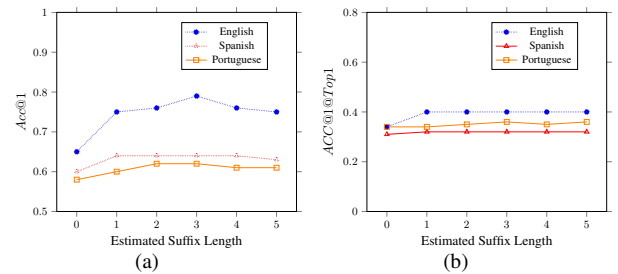 1
0.9
0.8
0.7
0.6
0.5
Acc@1
0 1 2 3 4 5
Estimated Suffix Length
English
Spanish
Portuguese
(a)
0.8
0.6
0.4
0.2
0
ACC@1@Top1
0 1 2 3 4 5
Estimated Suffix Length
English
Spanish
Portuguese
(b)